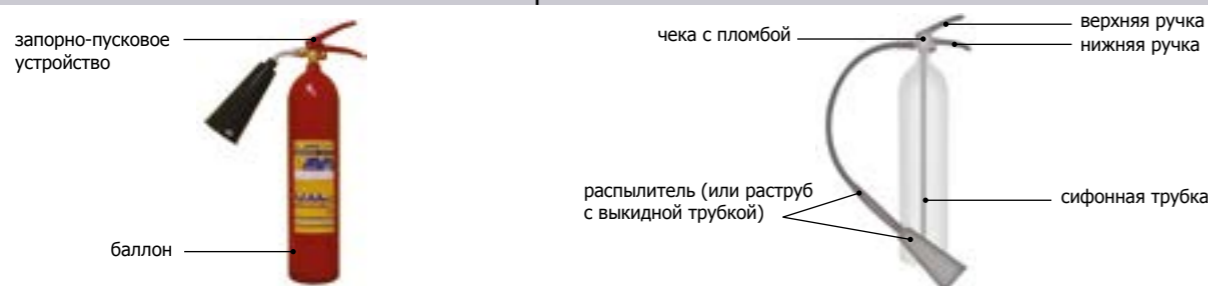 запорно-пусковое
устройство
баллон
чека с пломбой
верхняя ручка
нижняя ручка
распылитель (или раструб
с выкидной трубкой)
сифонная трубка